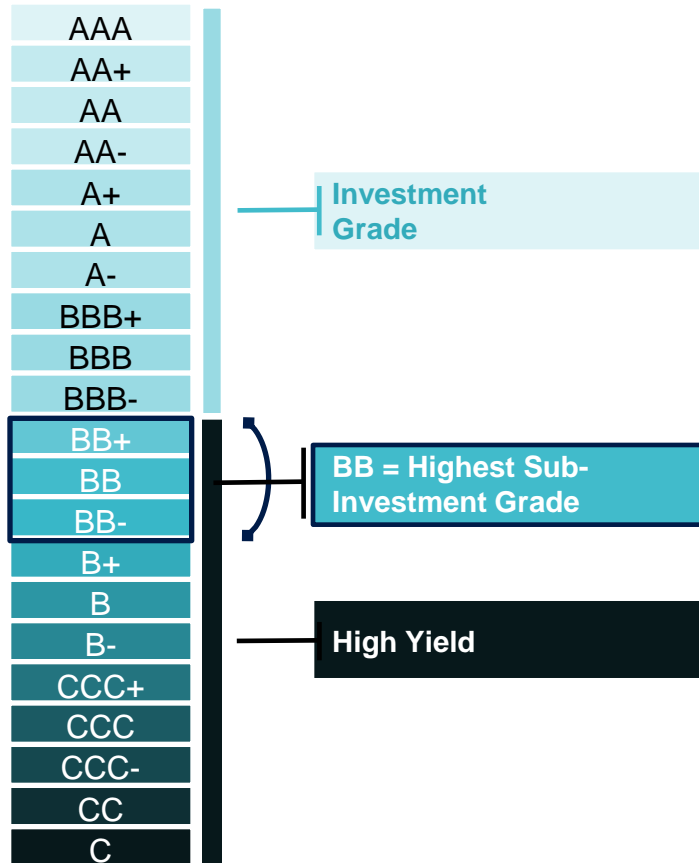 AAA
AA+
AA
AA-
A+
A
A-
BBB+
BBB
BBB-
BB+
BB
BB-
B+
B
B-
CCC+
CCC
CCC-
CC
C
Investment
Grade
BB = Highest Sub-
Investment Grade
High Yield